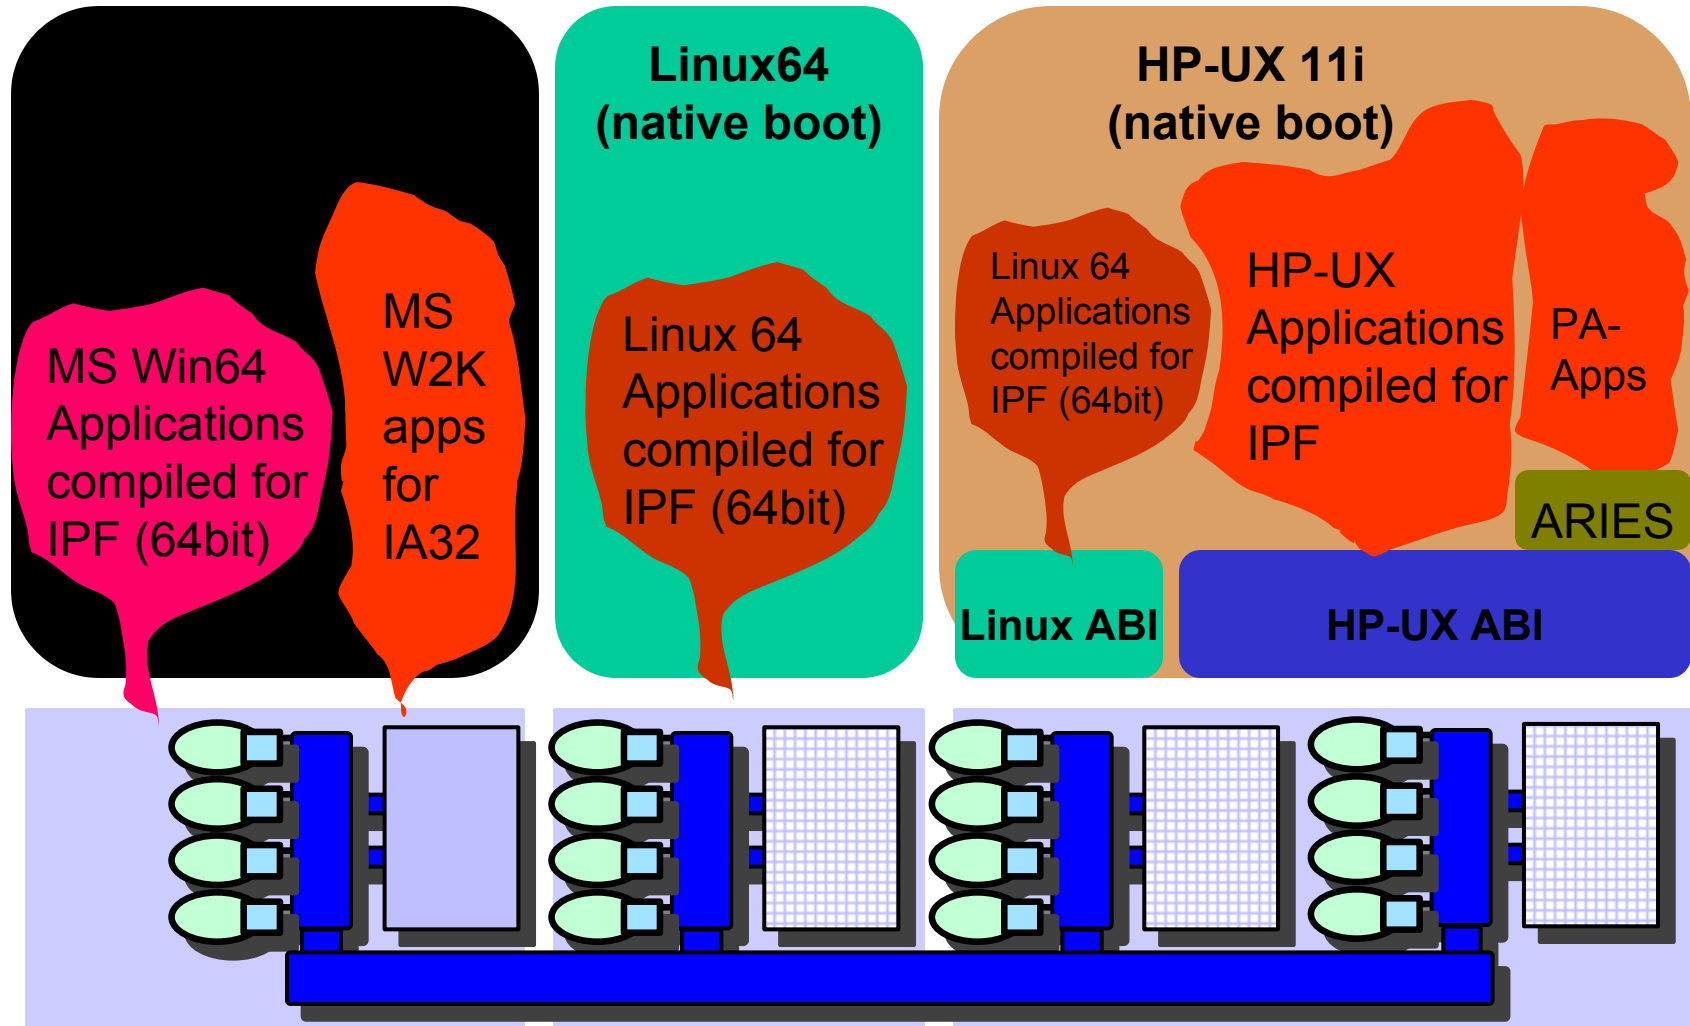 Linux64
(native boot)
HP-UX 11i
(native boot)
MS Win64
Applications
compiled for
IPF (64bit)
MS
W2K
apps
for
IA32
Linux 64
Applications
compiled for
IPF (64bit)
Linux 64
Applications
compiled for
IPF (64bit)
HP-UX
Applications
compiled for
IPF
PA-
Apps
ARIES
Linux ABI
HP-UX ABI